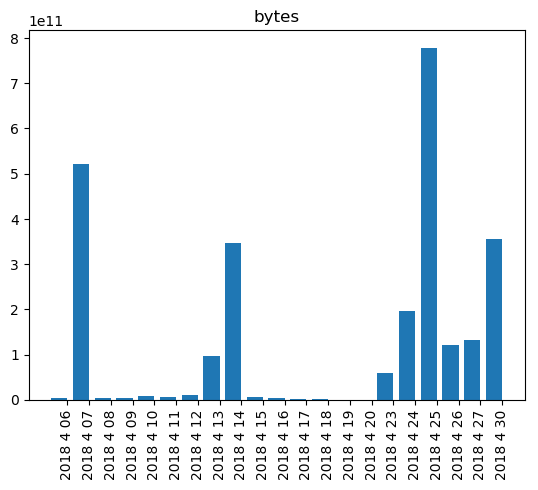 bytes
1e11
8
7
6
5
4
3
2
1
0
2018 4 06
2018 4 07
2018 4 08
2018 4 09
2018 4 10
2018 4 11
2018 4 12
2018 4 13
2018 4 14
2018 4 15
2018 4 16
2018 4 17
2018 4 18
2018 4 19
2018 4 20
2018 4 23
2018 4 24
2018 4 25
2018 4 26
2018 4 27
2018 4 30